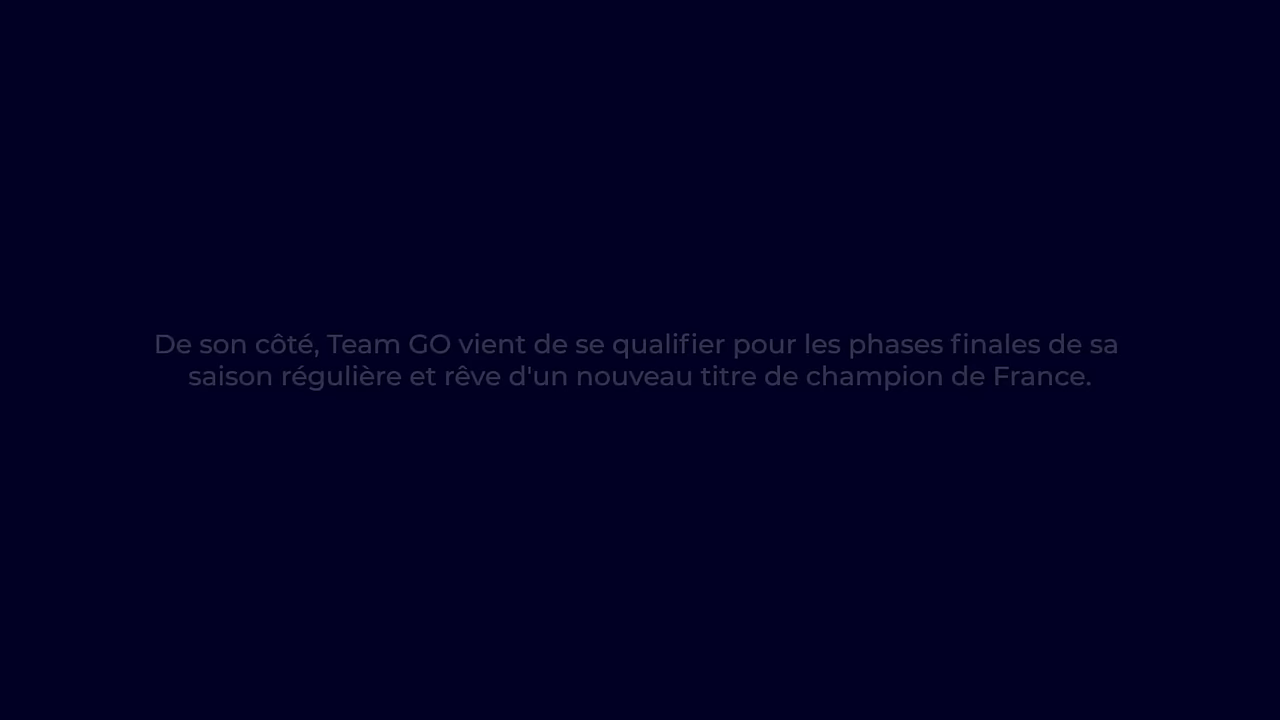 De son côté, Team GO vient de se qualifier pour les phases finales de sa
saison régulière et rêve d'un nouveau titre de champion de France.